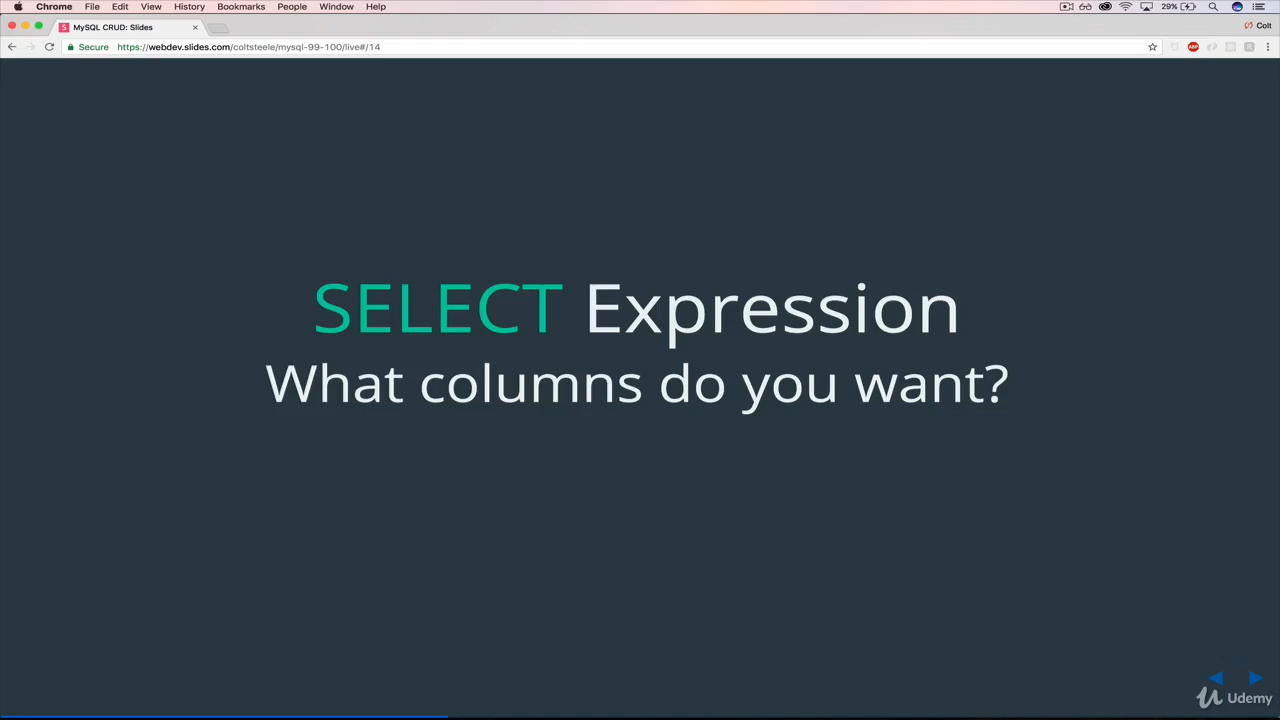 Chrome File Edit View History Bookmarks People Window Help 29%
MySQL CRUD: Slides
Colt
Secure https://webdev.slides.com/coltsteele/mysql-99-100/live#/14
ABP
SELECT Expression
What columns do you want?
Udemy